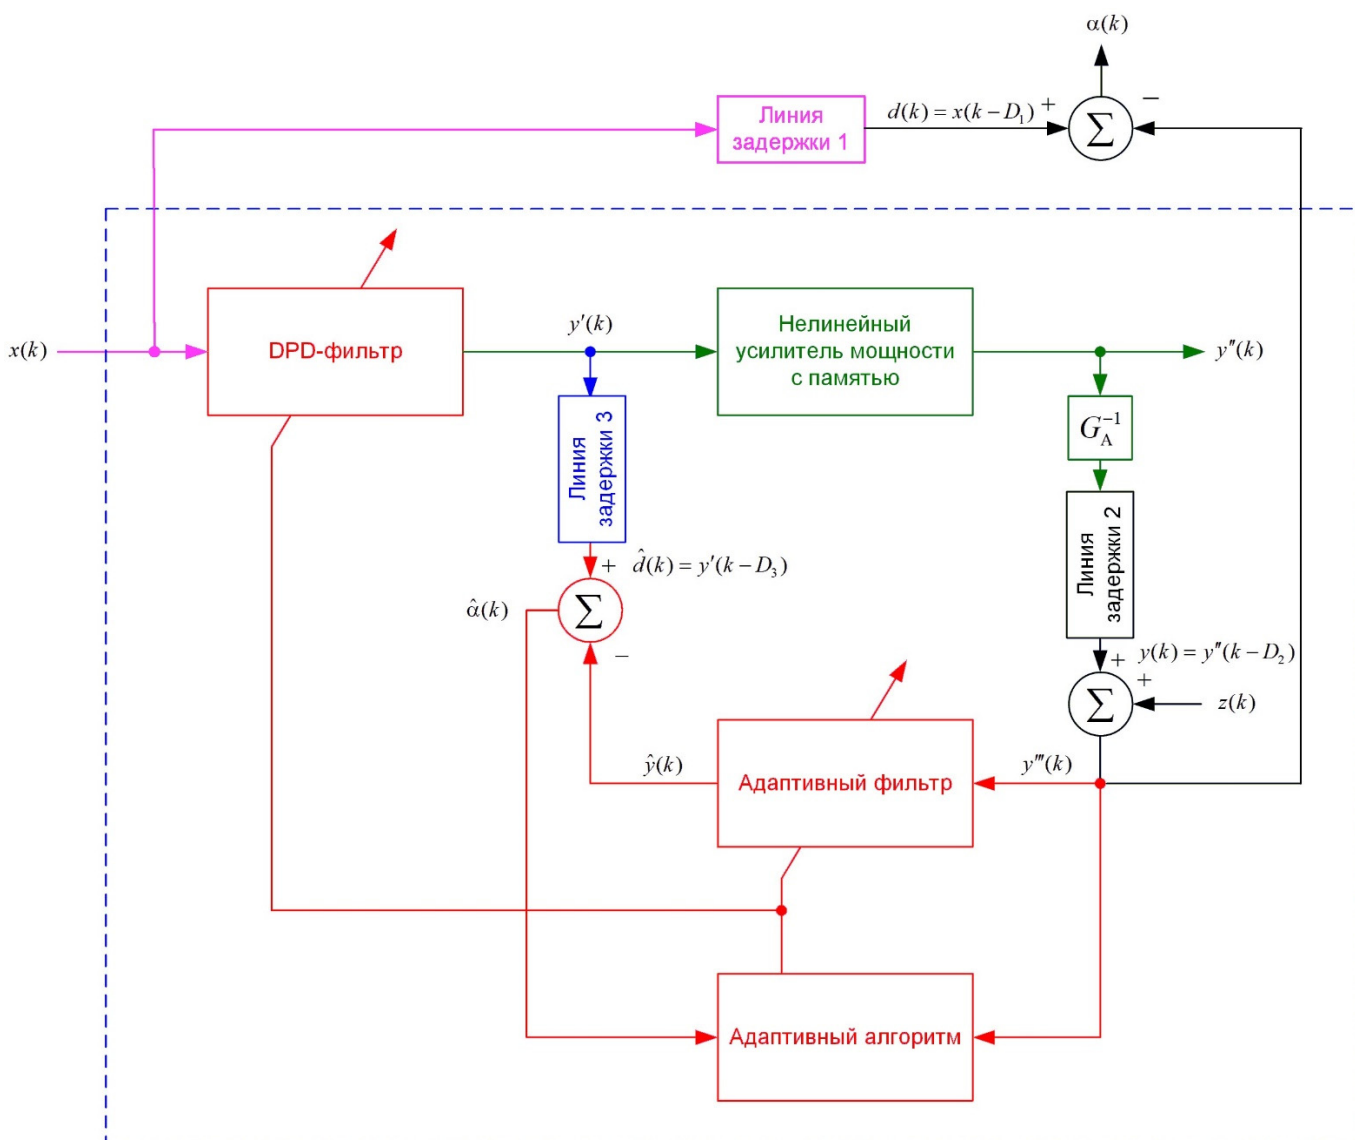 α(k)
Линия
задержки 1
d(k) = x(k−D₁)
+
−
Σ
x(k)
DPD-фильтр
y′(k)
Нелинейный
усилитель мощности
с памятью
y″(k)
G_A⁻¹
Линия
задержки 3
Линия
задержки 2
+
d̂(k) = y′(k−D₃)
α̂(k)
Σ
−
+
y(k) = y″(k−D₂)
+
Σ
z(k)
ŷ(k)
Адаптивный фильтр
y‴(k)
Адаптивный алгоритм